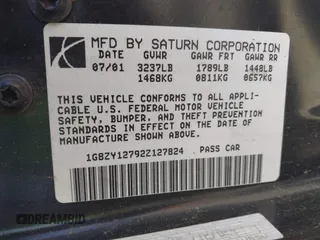 MFD BY SATURN CORPORATION
DATE GVWR GAWR FRT GAWR RR
07/01 3237LB 1789LB 1448LB
1468KG 0811KG 0657KG
THIS VEHICLE CONFORMS TO ALL APPLI-
CABLE U.S. FEDERAL MOTOR VEHICLE
SAFETY, BUMPER, AND THEFT
PREVENTION STANDARDS IN EFFECT ON
THE DATE OF MANUFACTURE SHOWN ABOVE.
1GBZY12792Z127824 PASS CAR
DREAMBID